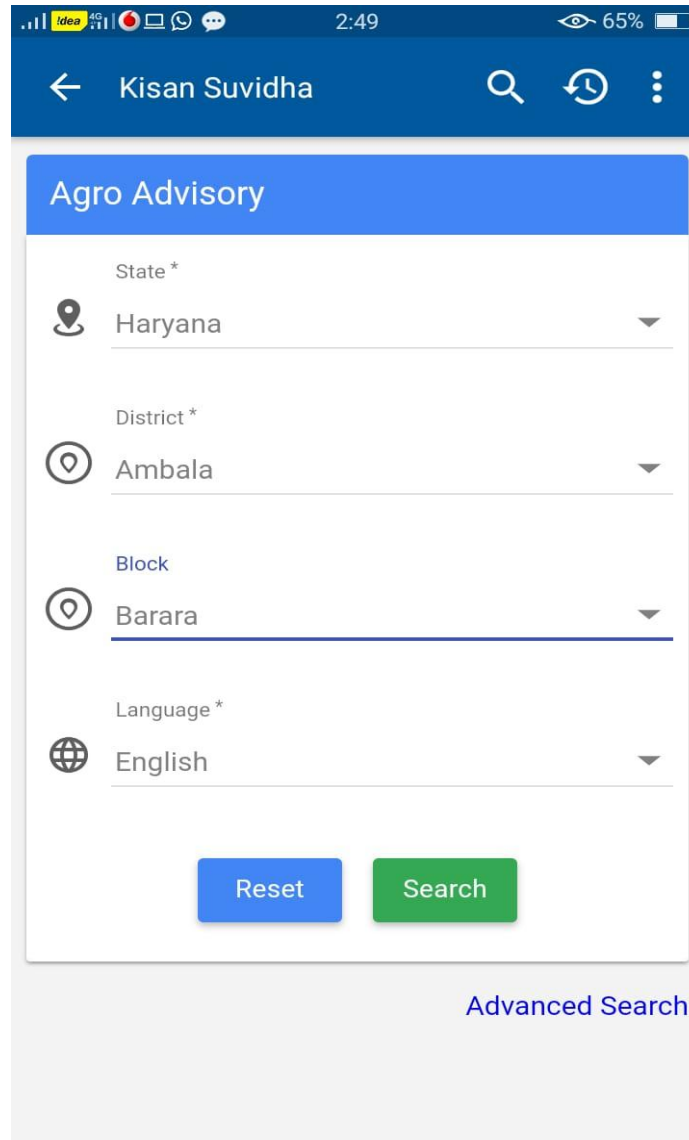 Idea 4G 2:49 65%
Kisan Suvidha
Agro Advisory
State *
Haryana
District *
Ambala
Block
Barara
Language *
English
Reset Search
Advanced Search